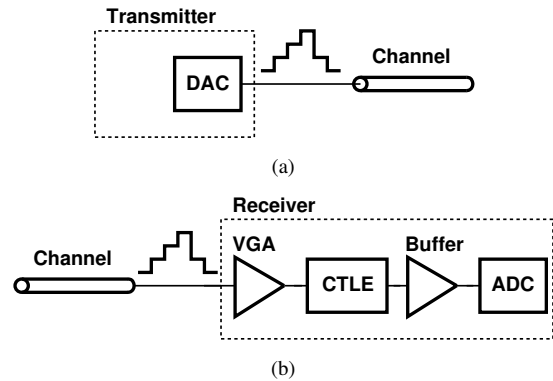 Transmitter
Channel
DAC
(a)
Receiver
Channel
VGA
Buffer
CTLE
ADC
(b)